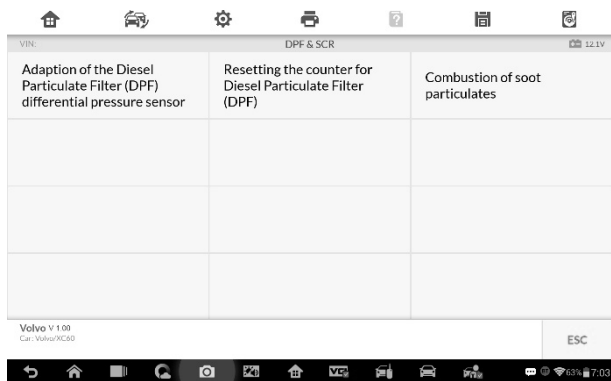 VIN:
DPF & SCR
12.1V
Adaption of the Diesel
Particulate Filter (DPF)
differential pressure sensor
Resetting the counter for
Diesel Particulate Filter
(DPF)
Combustion of soot
particulates
Volvo V 1.00
Car: Volvo/XC60
ESC
63%
7:03